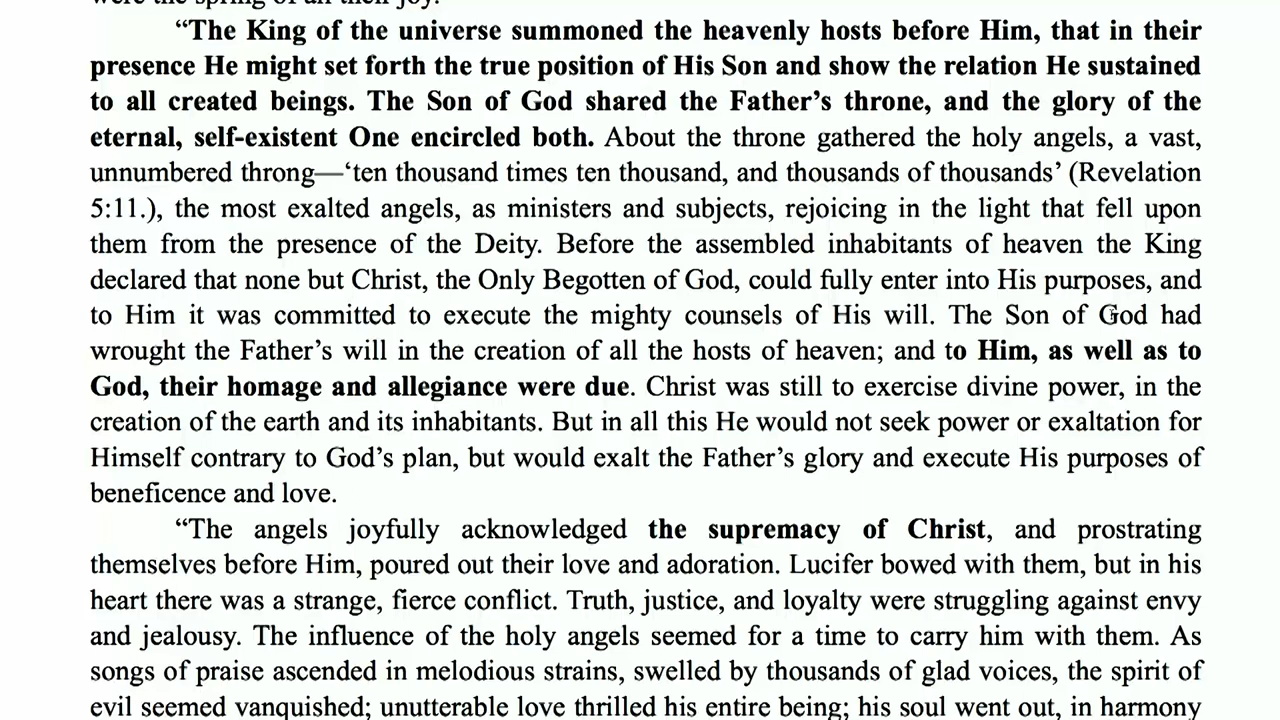 were the spring of all their joy.
“The King of the universe summoned the heavenly hosts before Him, that in their
presence He might set forth the true position of His Son and show the relation He sustained
to all created beings. The Son of God shared the Father’s throne, and the glory of the
eternal, self-existent One encircled both. About the throne gathered the holy angels, a vast,
unnumbered throng—‘ten thousand times ten thousand, and thousands of thousands’ (Revelation
5:11.), the most exalted angels, as ministers and subjects, rejoicing in the light that fell upon
them from the presence of the Deity. Before the assembled inhabitants of heaven the King
declared that none but Christ, the Only Begotten of God, could fully enter into His purposes, and
to Him it was committed to execute the mighty counsels of His will. The Son of God had
wrought the Father’s will in the creation of all the hosts of heaven; and to Him, as well as to
God, their homage and allegiance were due. Christ was still to exercise divine power, in the
creation of the earth and its inhabitants. But in all this He would not seek power or exaltation for
Himself contrary to God’s plan, but would exalt the Father’s glory and execute His purposes of
beneficence and love.
“The angels joyfully acknowledged the supremacy of Christ, and prostrating
themselves before Him, poured out their love and adoration. Lucifer bowed with them, but in his
heart there was a strange, fierce conflict. Truth, justice, and loyalty were struggling against envy
and jealousy. The influence of the holy angels seemed for a time to carry him with them. As
songs of praise ascended in melodious strains, swelled by thousands of glad voices, the spirit of
evil seemed vanquished; unutterable love thrilled his entire being; his soul went out, in harmony